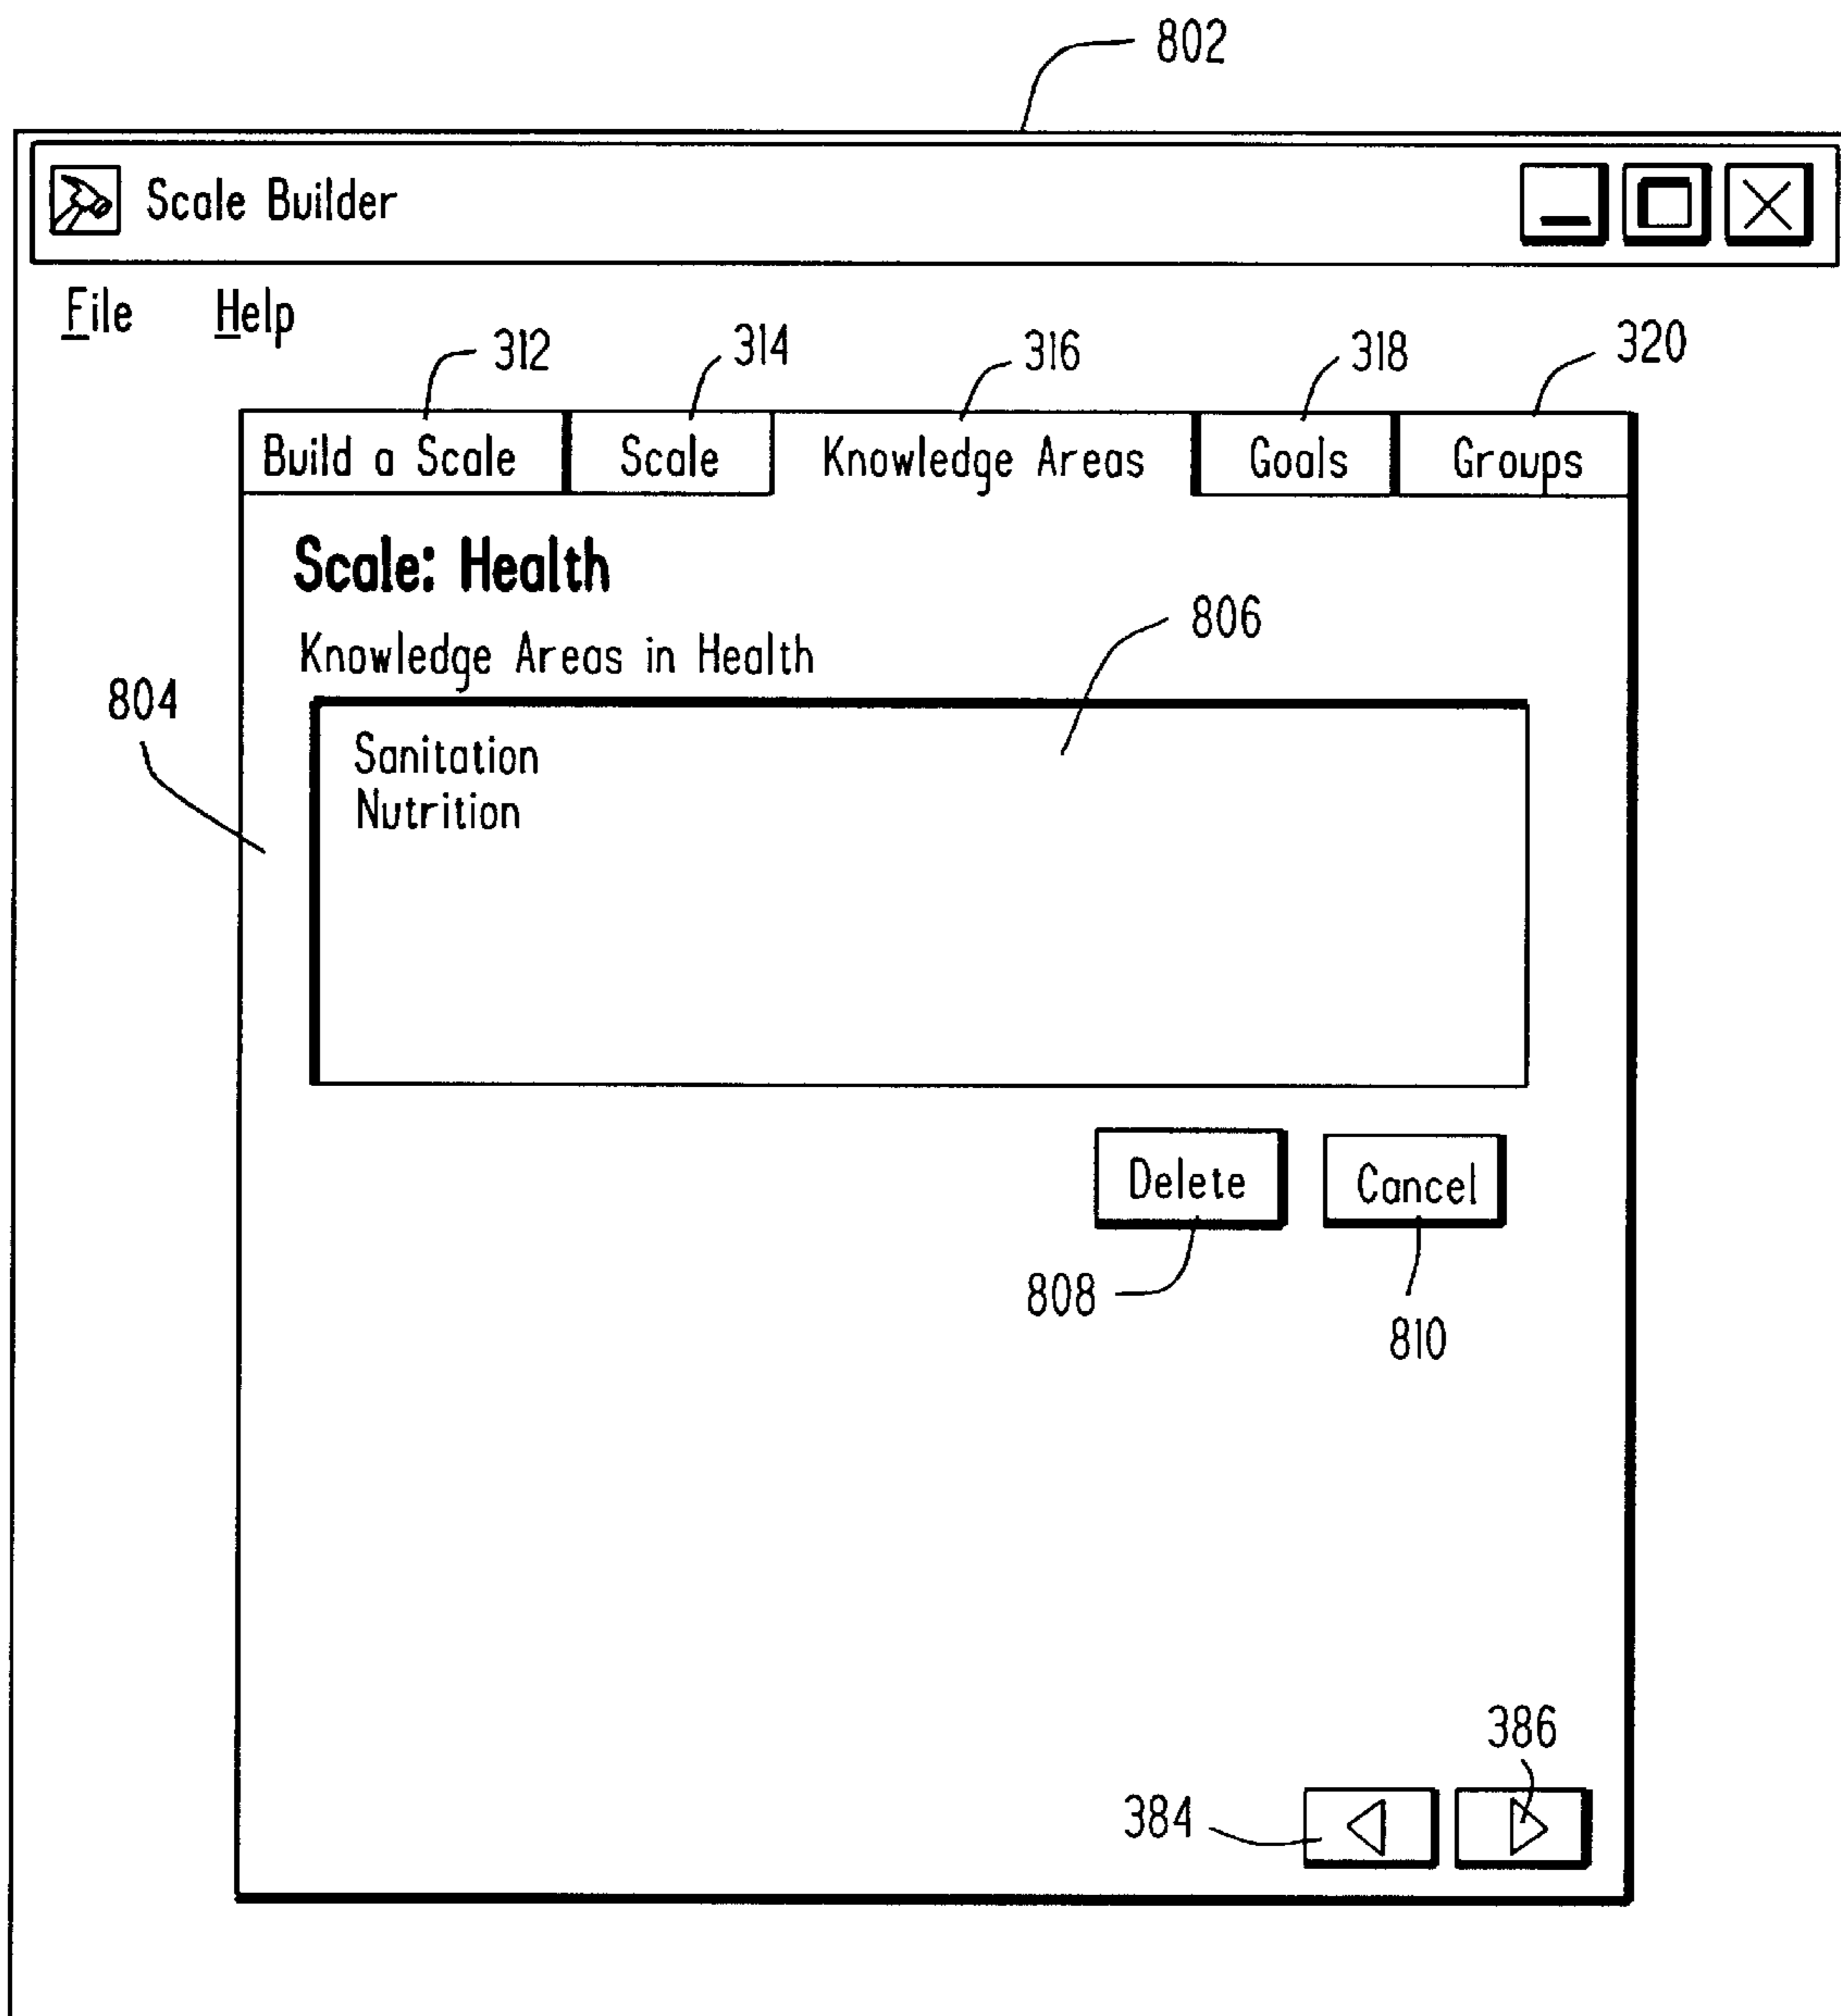 802
Scale Builder
File Help
312 314 316 318 320
Build a Scale Scale Knowledge Areas Goals Groups
Scale: Health
806
Knowledge Areas in Health
804
Sanitation
Nutrition
Delete Cancel
808
810
386
384